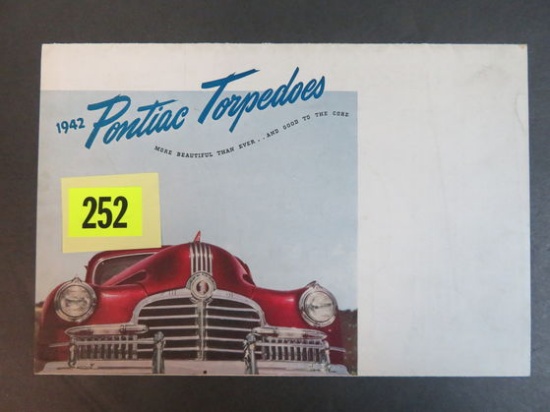 1942 Pontiac Torpedoes
MORE BEAUTIFUL THAN EVER...AND GOOD TO THE CORE
252